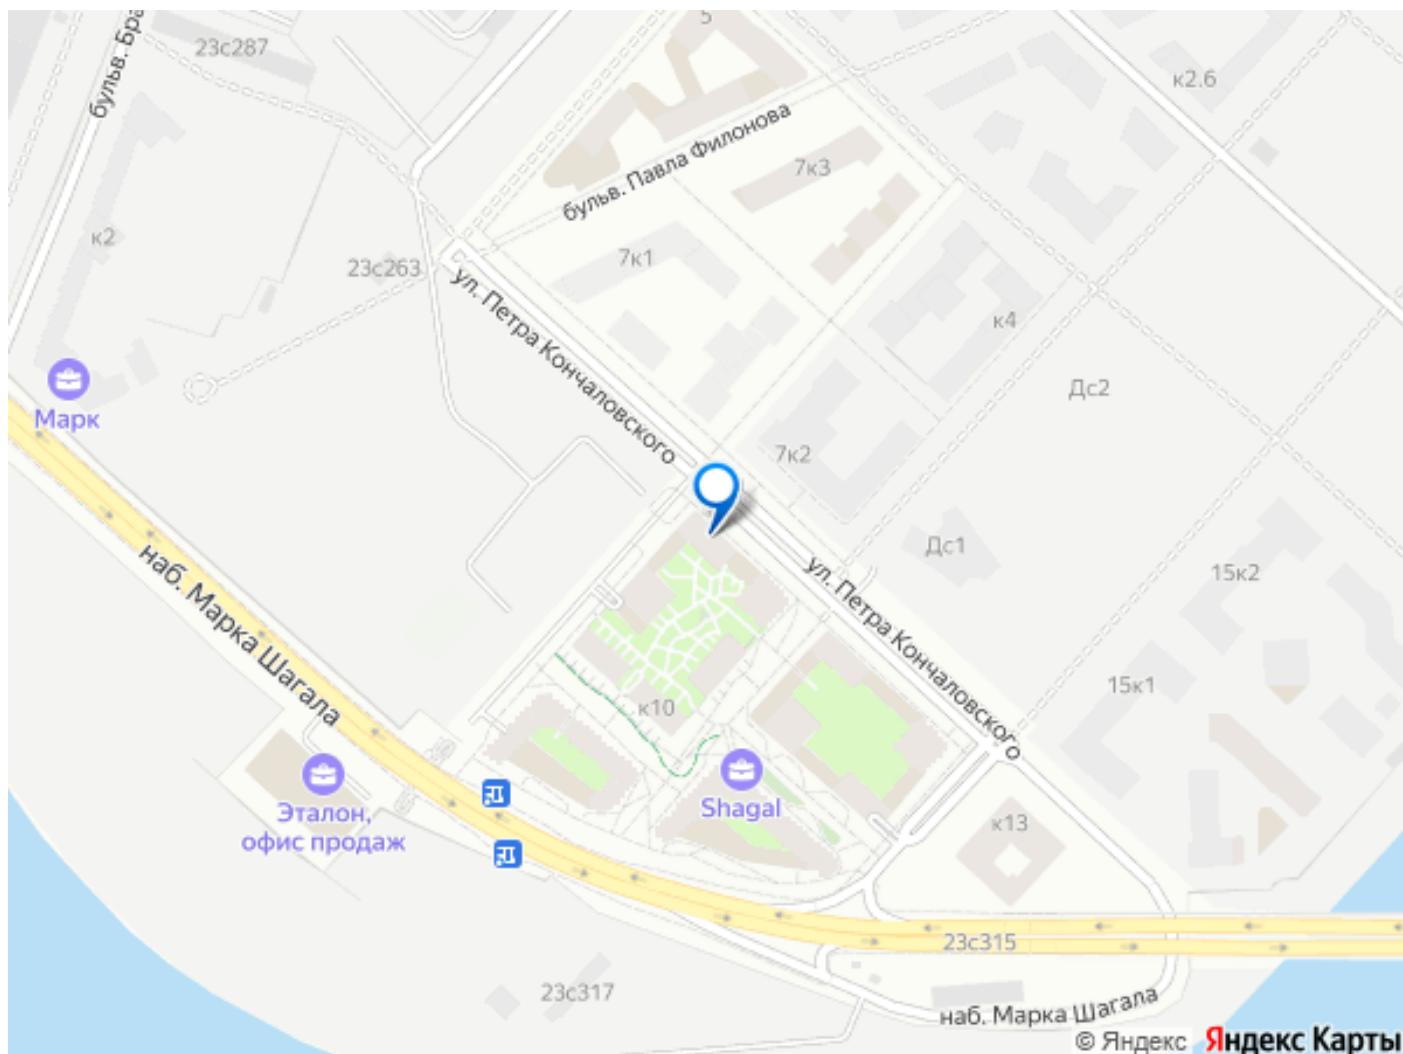 5
23с287
бульв. Бра
к2.6
бульв. Павла Филонова
7к3
к2
23с263
7к1
ул. Петра Кончаловского
к4
Дс2
Марк
7к2
Дс1
ул. Петра Кончаловского
15к2
наб. Марка Шагала
15к1
к10
Shagal
Эталон,
офис продаж
к13
23с315
23с317
наб. Марка Шагала
© Яндекс Яндекс Карты